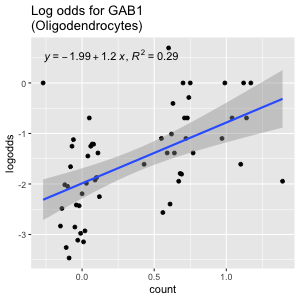 Log odds for GAB1
(Oligodendrocytes)
y = −1.99 + 1.2 x, R² = 0.29
0
-1
-2
-3
logodds
0.0 0.5 1.0
count